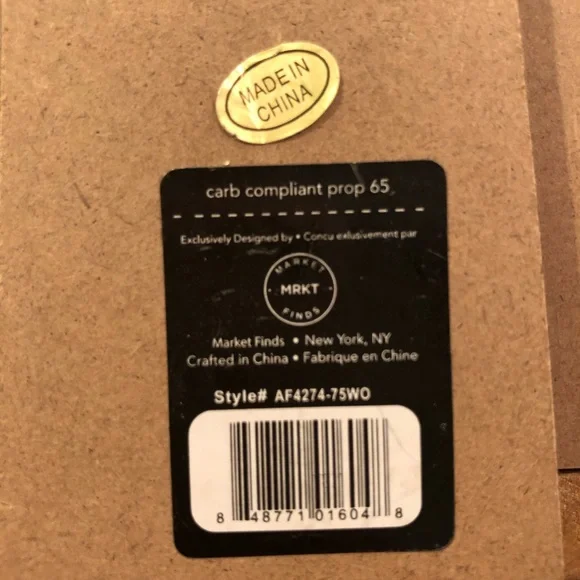 MADE IN
CHINA
carb compliant prop 65
Exclusively Designed by • Concu exlusivement par
MARKET
MRKT
FINDS
Market Finds • New York, NY
Crafted in China • Fabrique en Chine
Style# AF4274-75WO
8 48771 01604 8